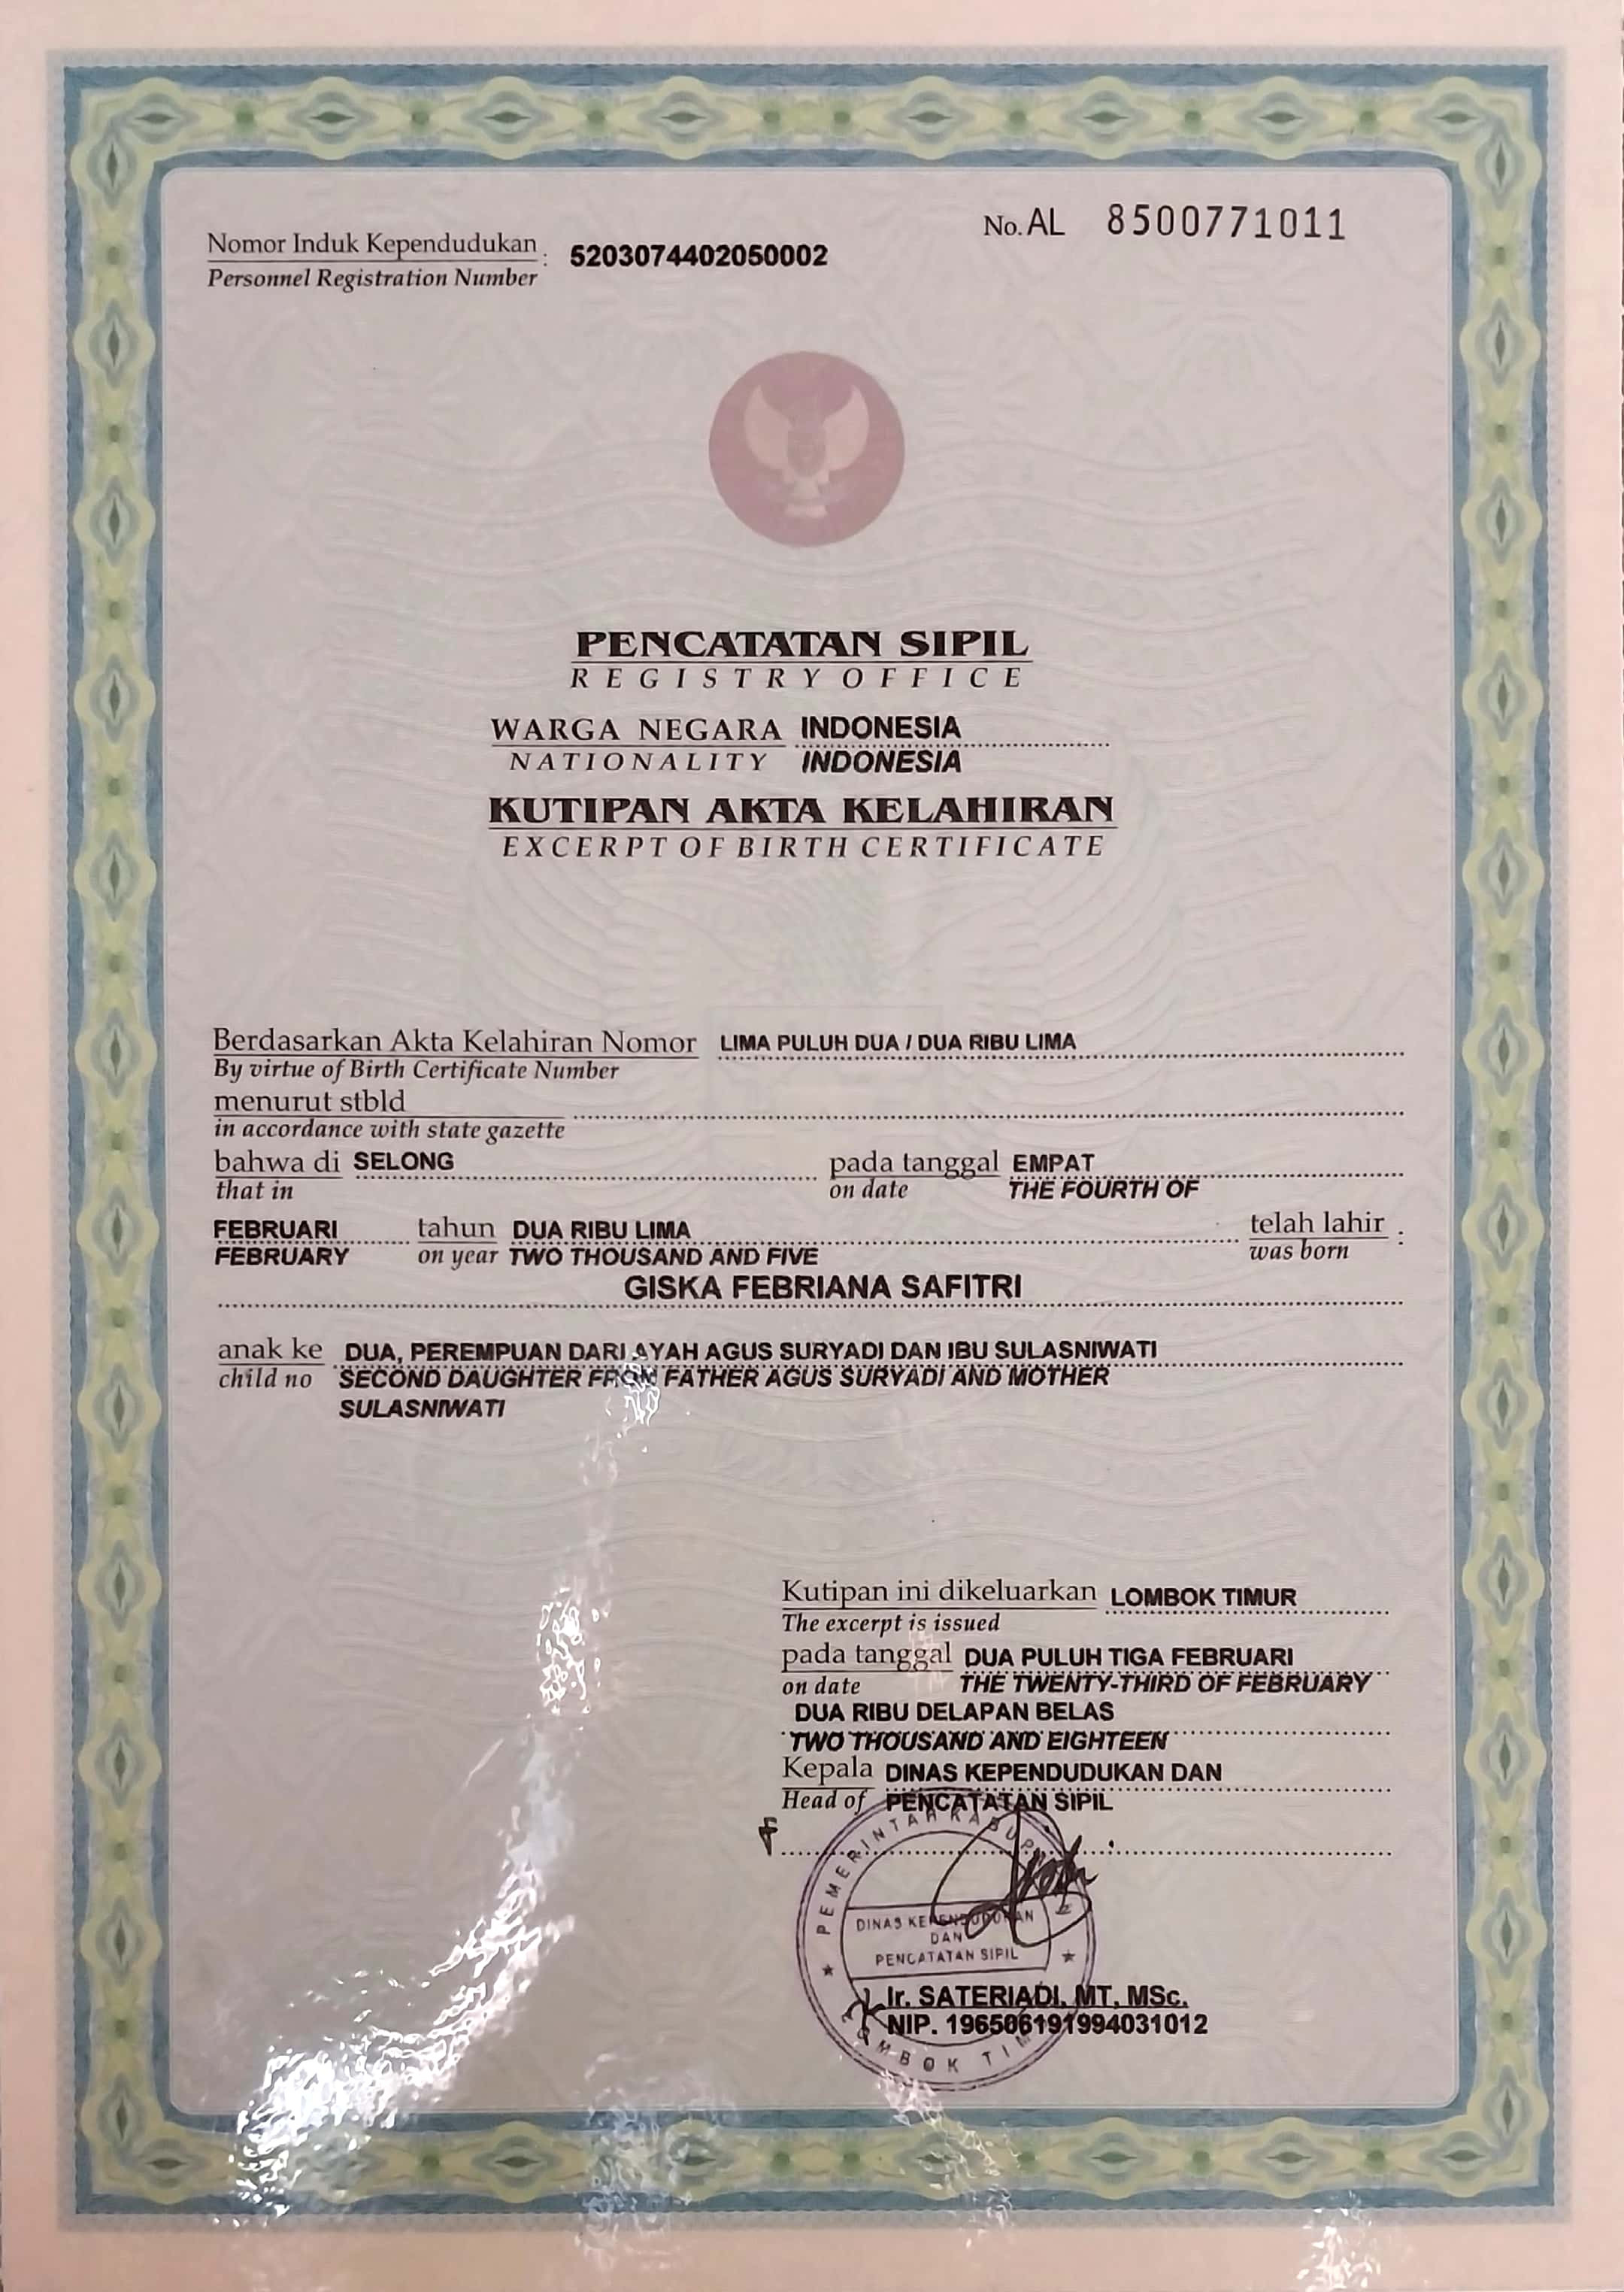 No. AL 8500771011
Nomor Induk Kependudukan : 5203074402050002
Personnel Registration Number
PENCATATAN SIPIL
REGISTRY OFFICE
WARGA NEGARA INDONESIA
NATIONALITY INDONESIA
KUTIPAN AKTA KELAHIRAN
EXCERPT OF BIRTH CERTIFICATE
Berdasarkan Akta Kelahiran Nomor LIMA PULUH DUA / DUA RIBU LIMA
By virtue of Birth Certificate Number
menurut stbld
in accordance with state gazette
bahwa di SELONG pada tanggal EMPAT
that in on date THE FOURTH OF
FEBRUARI tahun DUA RIBU LIMA telah lahir :
FEBRUARY on year TWO THOUSAND AND FIVE was born
GISKA FEBRIANA SAFITRI
anak ke DUA, PEREMPUAN DARI AYAH AGUS SURYADI DAN IBU SULASNIWATI
child no SECOND DAUGHTER FROM FATHER AGUS SURYADI AND MOTHER
SULASNIWATI
Kutipan ini dikeluarkan LOMBOK TIMUR
The excerpt is issued
pada tanggal DUA PULUH TIGA FEBRUARI
on date THE TWENTY-THIRD OF FEBRUARY
DUA RIBU DELAPAN BELAS
TWO THOUSAND AND EIGHTEEN
Kepala DINAS KEPENDUDUKAN DAN
Head of PENCATATAN SIPIL
PEMERINTAH
DINAS KEPENDUDUKAN
DAN
PENCATATAN SIPIL
Ir. SATERIADI, MT, MSc.
NIP. 196506191994031012
LOMBOK